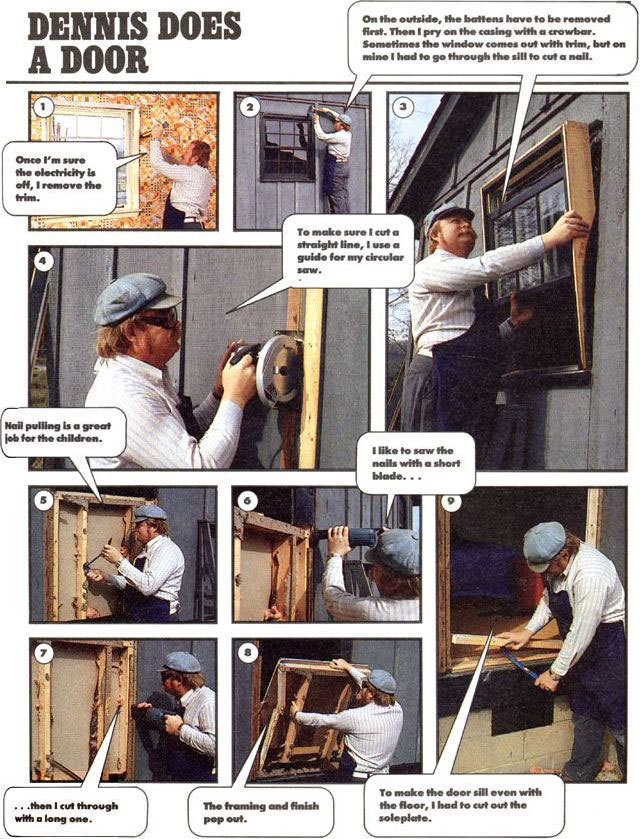 DENNIS DOES
A DOOR
On the outside, the battens have to be removed
first. Then I pry on the casing with a crowbar.
Sometimes the window comes out with trim, but on
mine I had to go through the sill to cut a nail.
1
Once I'm sure
the electricity is
off, I remove the
trim.
2
3
4
To make sure I cut a
straight line, I use a
guide for my circular
saw.
Nail pulling is a great
job for the children.
5
I like to saw the
nails with a short
blade. . .
6
9
7
. . .then I cut through
with a long one.
8
The framing and finish
pop out.
To make the door sill even with
the floor, I had to cut out the
soleplate.